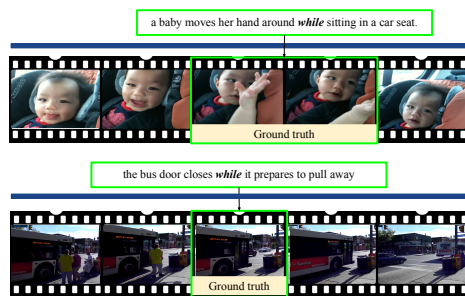 a baby moves her hand around while sitting in a car seat.
Ground truth
the bus door closes while it prepares to pull away
Ground truth